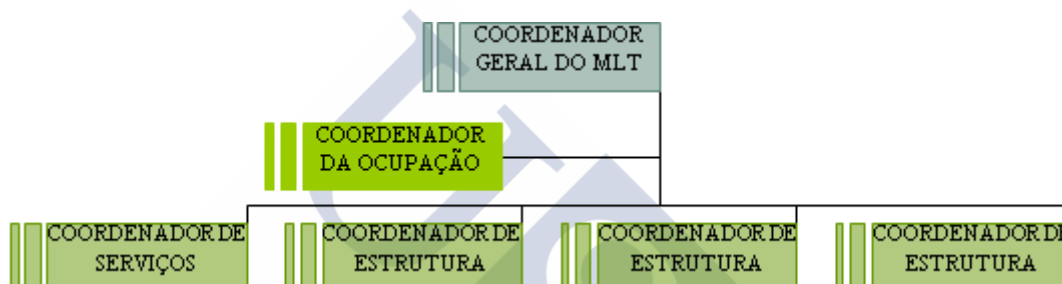 COORDENADOR
GERAL DO MLT
COORDENADOR
DA OCUPAÇÃO
COORDENADOR DE
SERVIÇOS
COORDENADOR DE
ESTRUTURA
COORDENADOR DE
ESTRUTURA
COORDENADOR DE
ESTRUTURA